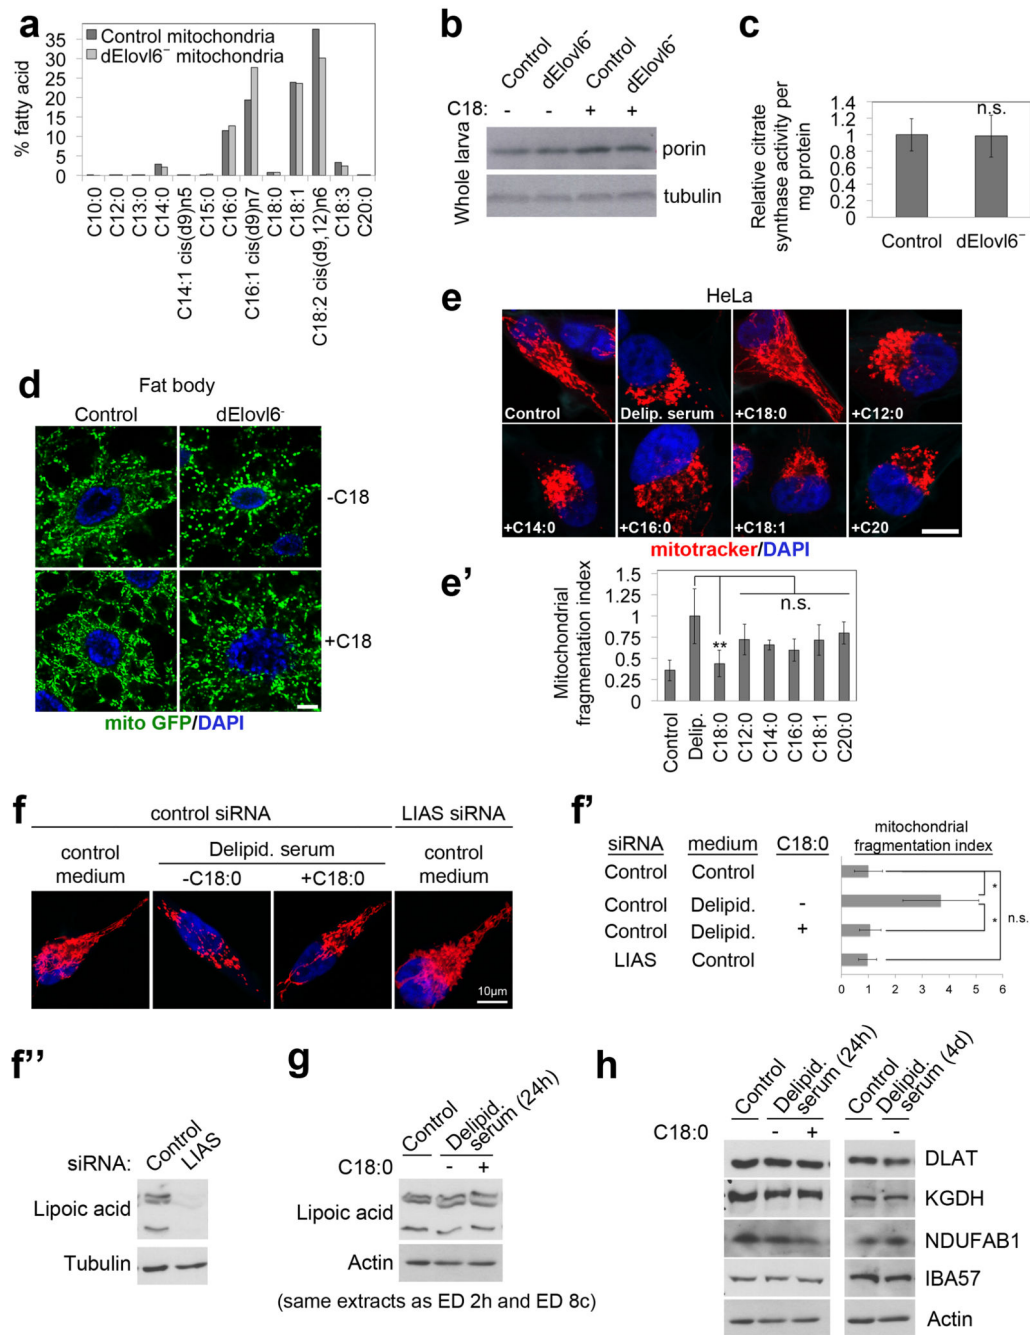 a
Control mitochondria
dElovl6⁻ mitochondria
% fatty acid
35
30
25
20
15
10
5
0
C10:0
C12:0
C13:0
C14:0
C14:1 cis(d9)n5
C15:0
C16:0
C16:1 cis(d9)n7
C18:0
C18:1
C18:2 cis(d9,12)n6
C18:3
C20:0
b
Control
dElovl6⁻
Control
dElovl6⁻
C18: - - + +
Whole larva
porin
tubulin
c
Relative citrate
synthase activity per
mg protein
1.4
1.2
1
0.8
0.6
0.4
0.2
0
n.s.
Control dElovl6⁻
d
Fat body
Control dElovl6⁻
-C18
+C18
mito GFP/DAPI
e
HeLa
Control
Delip. serum
+C18:0
+C12:0
+C14:0
+C16:0
+C18:1
+C20
mitotracker/DAPI
e'
Mitochondrial
fragmentation index
1.5
1.25
1
0.75
0.5
0.25
0
**
n.s.
Control
Delip.
C18:0
C12:0
C14:0
C16:0
C18:1
C20:0
f
control siRNA
LIAS siRNA
control
medium
Delipid. serum
-C18:0 +C18:0
control
medium
10µm
f'
siRNA medium C18:0
mitochondrial
fragmentation index
Control Control
Control Delipid. -
Control Delipid. +
LIAS Control
*
*
n.s.
0 1 2 3 4 5 6
f''
siRNA:
Control
LIAS
Lipoic acid
Tubulin
g
Control
Delipid.
serum (24h)
C18:0 - +
Lipoic acid
Actin
(same extracts as ED 2h and ED 8c)
h
Control
Delipid.
serum (24h)
Control
Delipid.
serum (4d)
C18:0 - + -
DLAT
KGDH
NDUFAB1
IBA57
Actin